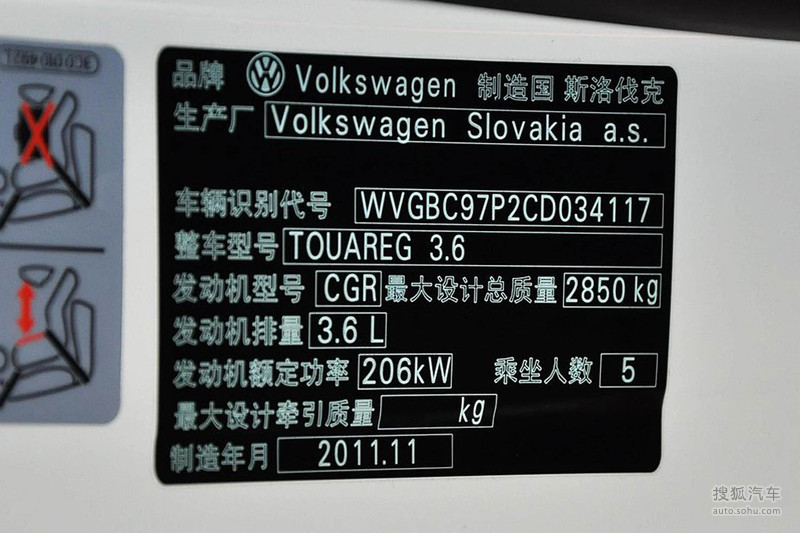 3C0 010 492 L
品牌 Volkswagen 制造国 斯洛伐克
生产厂 Volkswagen Slovakia a.s.
车辆识别代号 WVGBC97P2CD034117
整车型号 TOUAREG 3.6
发动机型号 CGR 最大设计总质量 2850 kg
发动机排量 3.6 L
发动机额定功率 206kW 乘坐人数 5
最大设计牵引质量 kg
制造年月 2011.11
搜狐汽车
auto.sohu.com